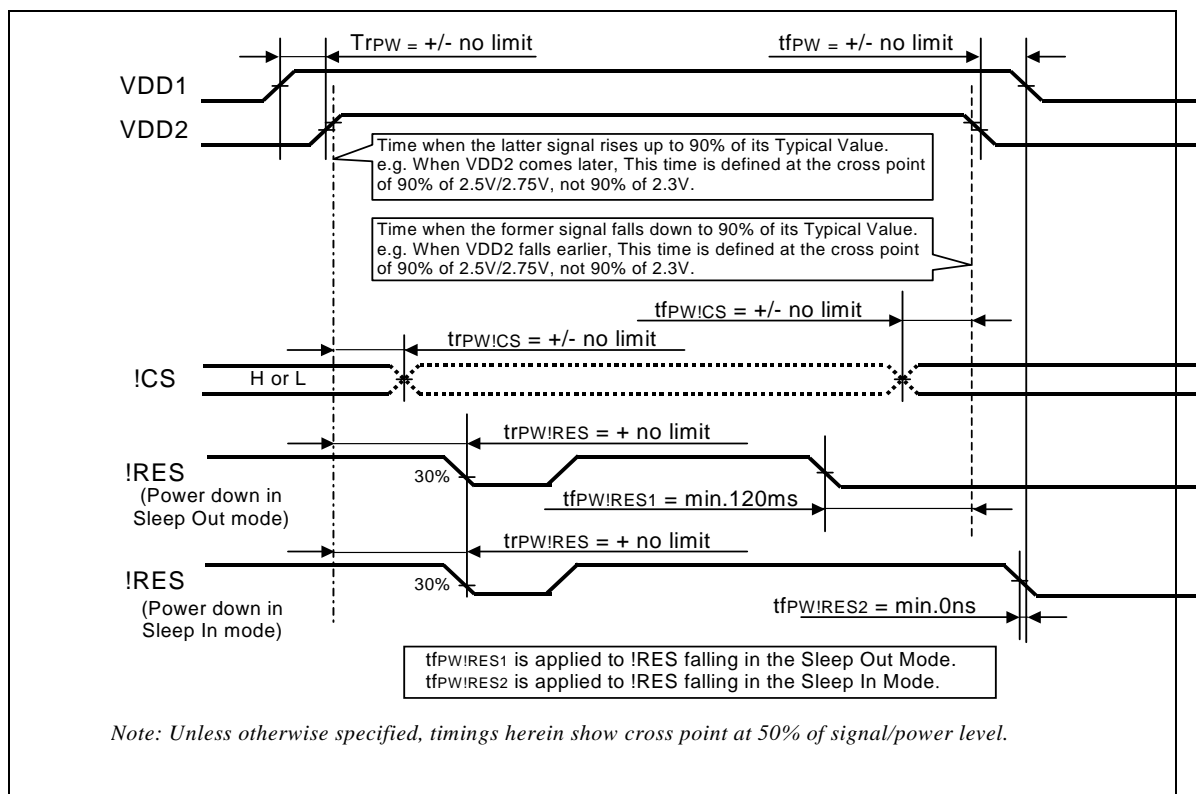 TrPW = +/- no limit
tfPW = +/- no limit
VDD1
VDD2
Time when the latter signal rises up to 90% of its Typical Value.
e.g. When VDD2 comes later, This time is defined at the cross point
of 90% of 2.5V/2.75V, not 90% of 2.3V.
Time when the former signal falls down to 90% of its Typical Value.
e.g. When VDD2 falls earlier, This time is defined at the cross point
of 90% of 2.5V/2.75V, not 90% of 2.3V.
tfPW!CS = +/- no limit
trPW!CS = +/- no limit
!CS
H or L
trPW!RES = + no limit
!RES
30%
(Power down in
Sleep Out mode)
tfPW!RES1 = min.120ms
trPW!RES = + no limit
!RES
30%
(Power down in
Sleep In mode)
tfPW!RES2 = min.0ns
tfPW!RES1 is applied to !RES falling in the Sleep Out Mode.
tfPW!RES2 is applied to !RES falling in the Sleep In Mode.
Note: Unless otherwise specified, timings herein show cross point at 50% of signal/power level.